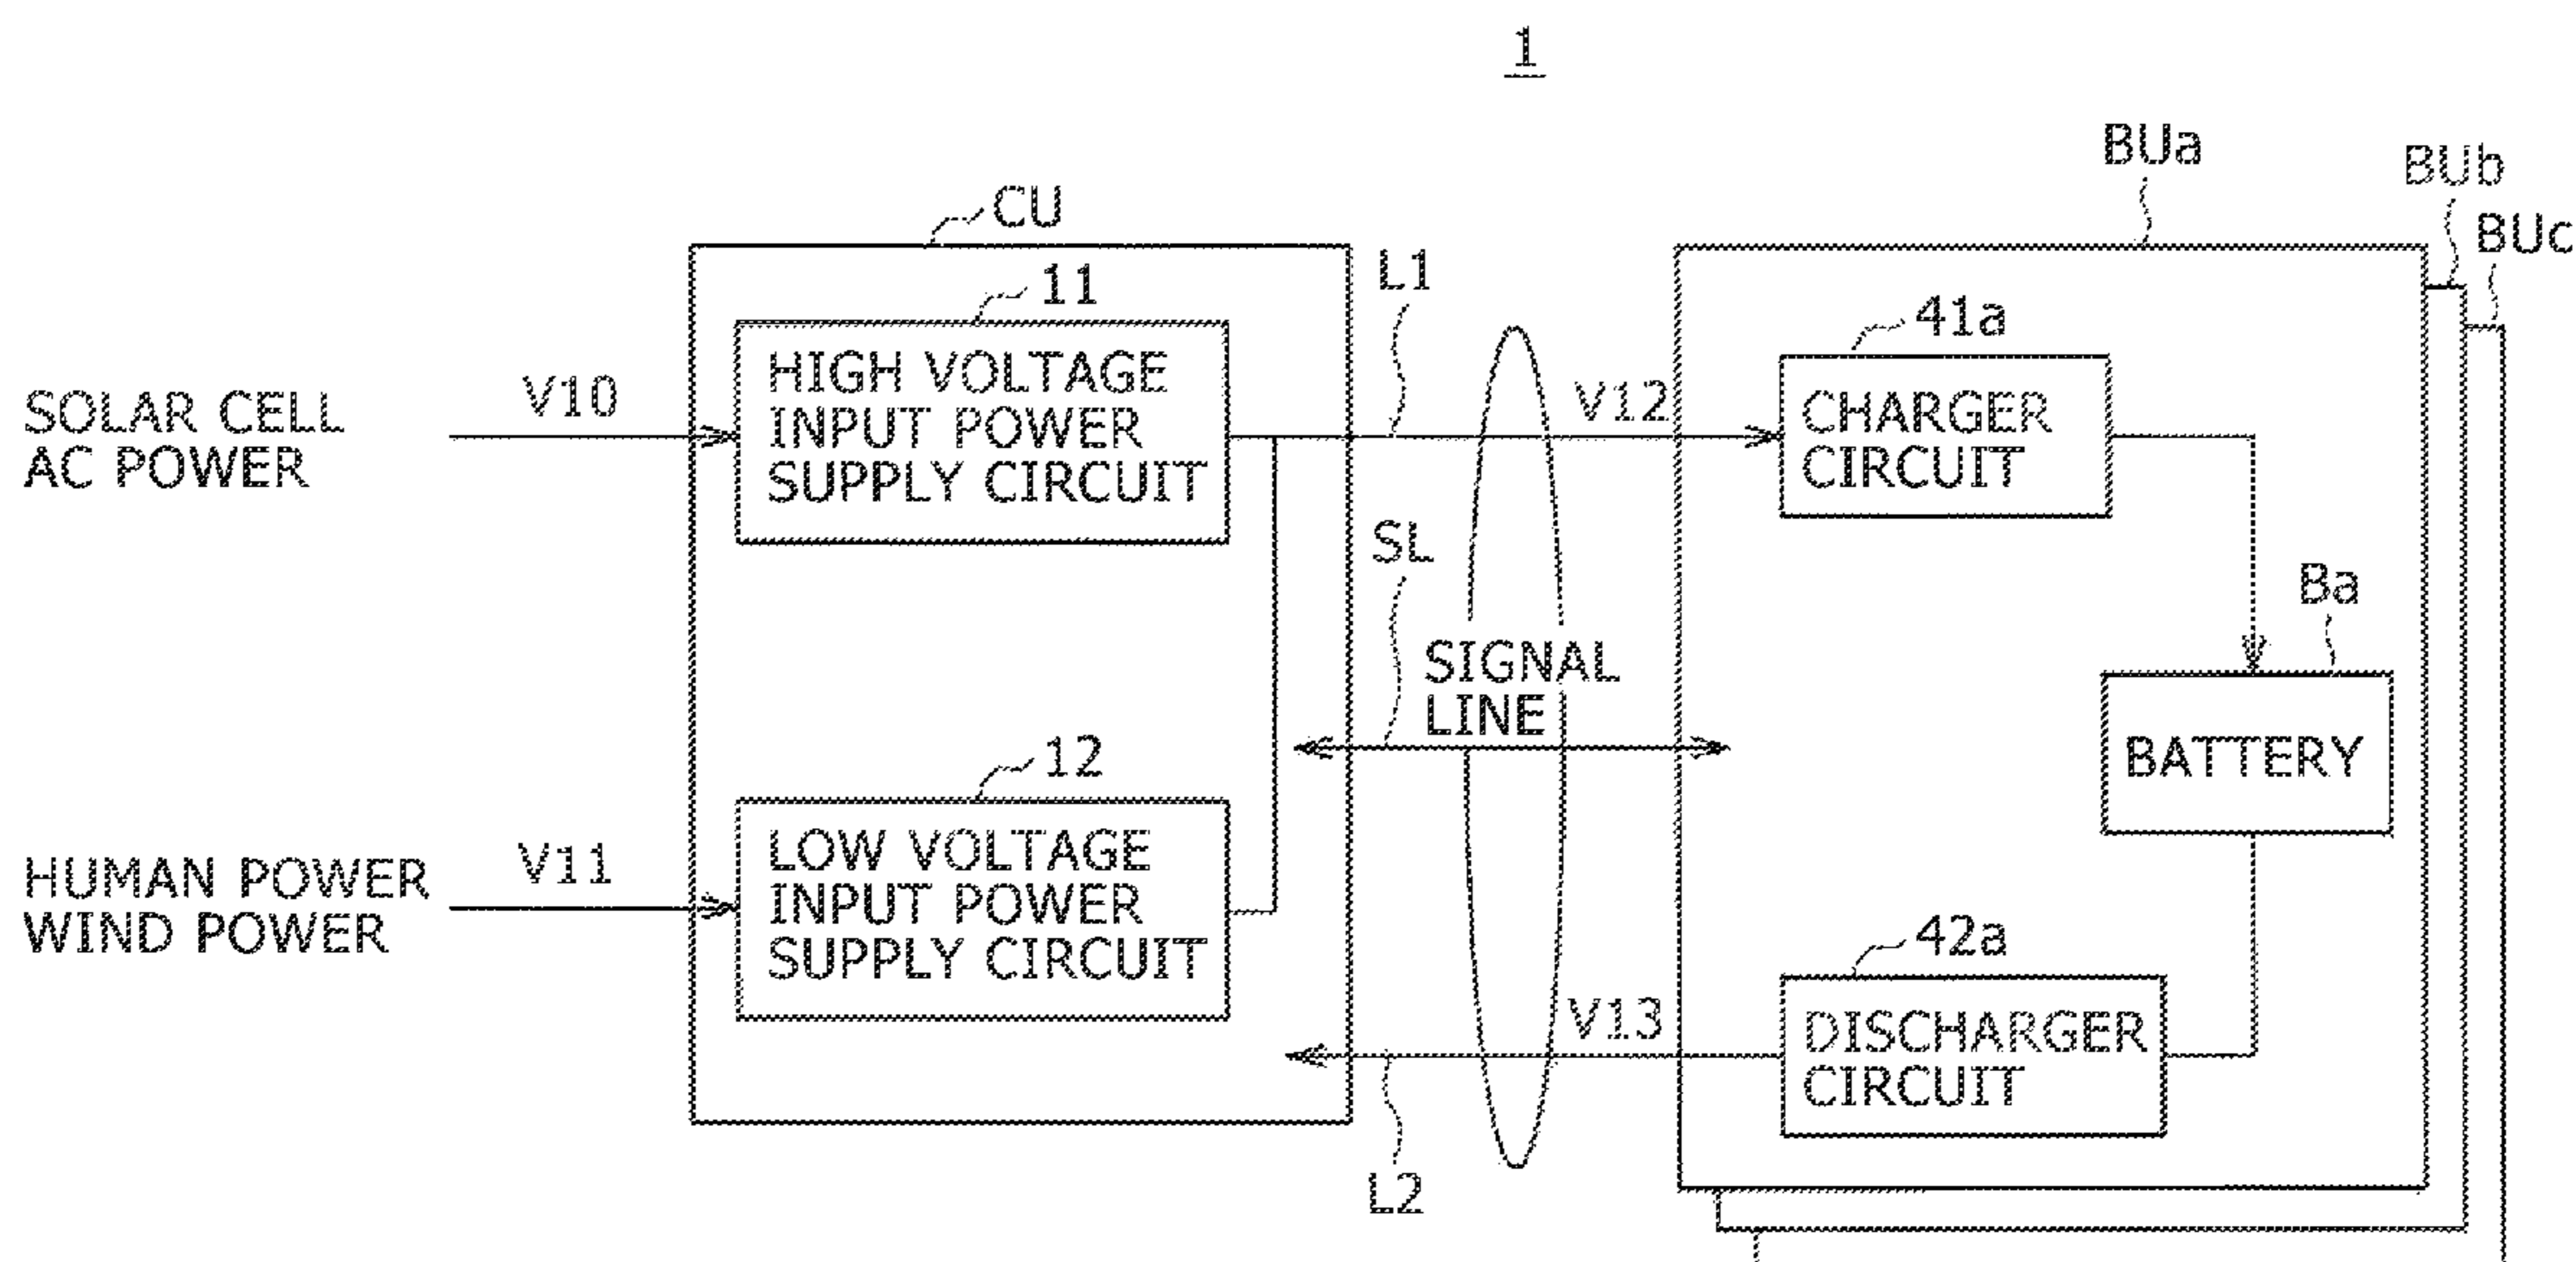 1
BUa
BUb
BUc
CU
11
L1
41a
HIGH VOLTAGE
INPUT POWER
SUPPLY CIRCUIT
SOLAR CELL
AC POWER
V10
V12
CHARGER
CIRCUIT
SL
Ba
SIGNAL
LINE
BATTERY
12
LOW VOLTAGE
INPUT POWER
SUPPLY CIRCUIT
HUMAN POWER
WIND POWER
V11
42a
V13
DISCHARGER
CIRCUIT
L2